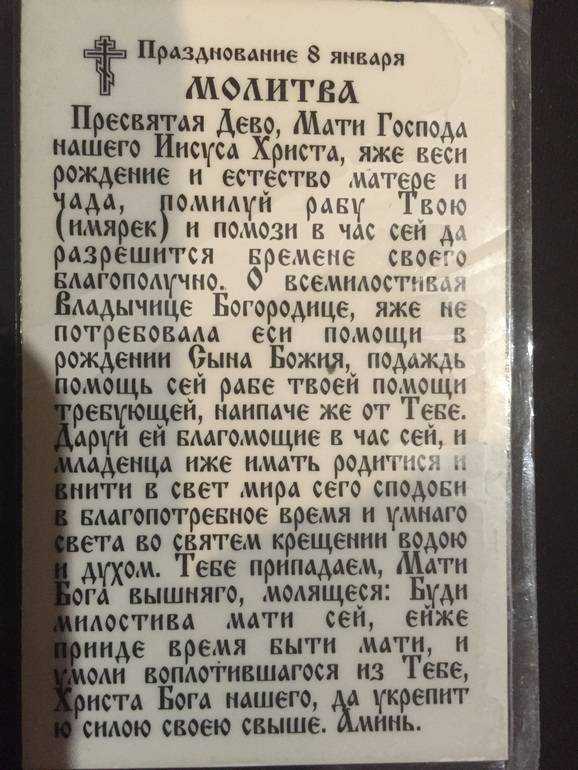 Празднование 8 января
МОЛИТВА
Пресвятая Дево, Мати Господа
нашего Иисуса Христа, яже веси
рождение и естество матере и
чада, помилуй рабу Твою
(имярек) и помози в час сей да
разрешится бремене своего
благополучно. О всемилостивая
Владычице Богородице, яже не
потребовала еси помощи в
рождении Сына Божия, подаждь
помощь сей рабе твоей помощи
требующей, наипаче же от Тебе.
Даруй ей благомощие в час сей, и
младенца иже имать родитися и
внити в свет мира сего сподоби
в благопотребное время и умнаго
света во святем крещении водою
и духом. Тебе припадаем, Мати
Бога вышняго, молящеся: Буди
милостива мати сей, ейже
прииде время быти мати, и
умоли воплотившагося из Тебе,
Христа Бога нашего, да укрепит
ю силою своею свыше. Аминь.